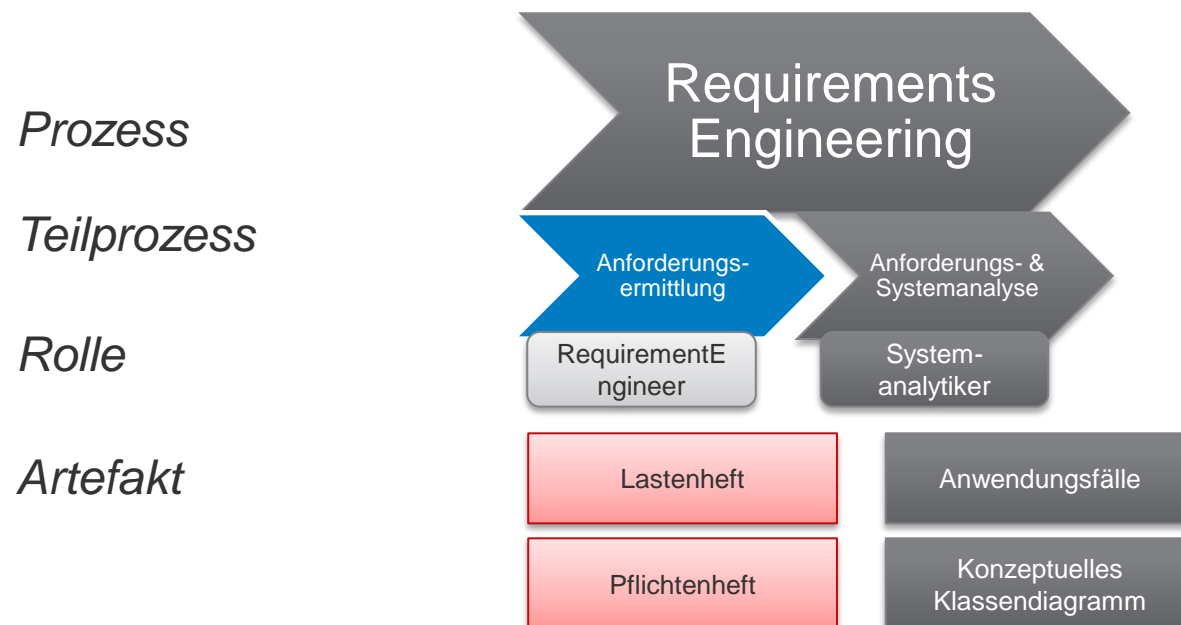 Requirements
Engineering
Prozess
Teilprozess
Anforderungs-
ermittlung
Anforderungs- &
Systemanalyse
Rolle
RequirementE
ngineer
System-
analytiker
Artefakt
Lastenheft
Anwendungsfälle
Pflichtenheft
Konzeptuelles
Klassendiagramm